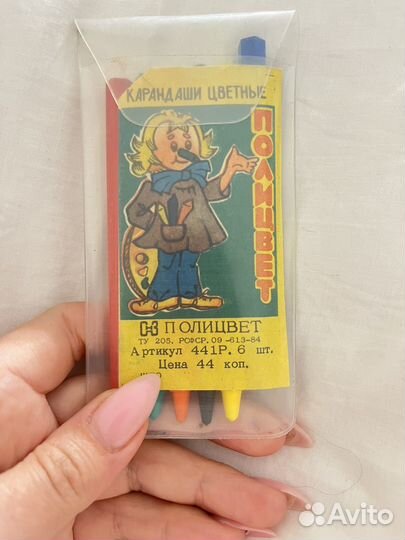 КАРАНДАШИ ЦВЕТНЫЕ
ПОЛИЦВЕТ
ПОЛИЦВЕТ
ТУ 205. РСФСР. 09 -613-84
Артикул 441Р. 6 шт.
Цена 44 коп.
Avito